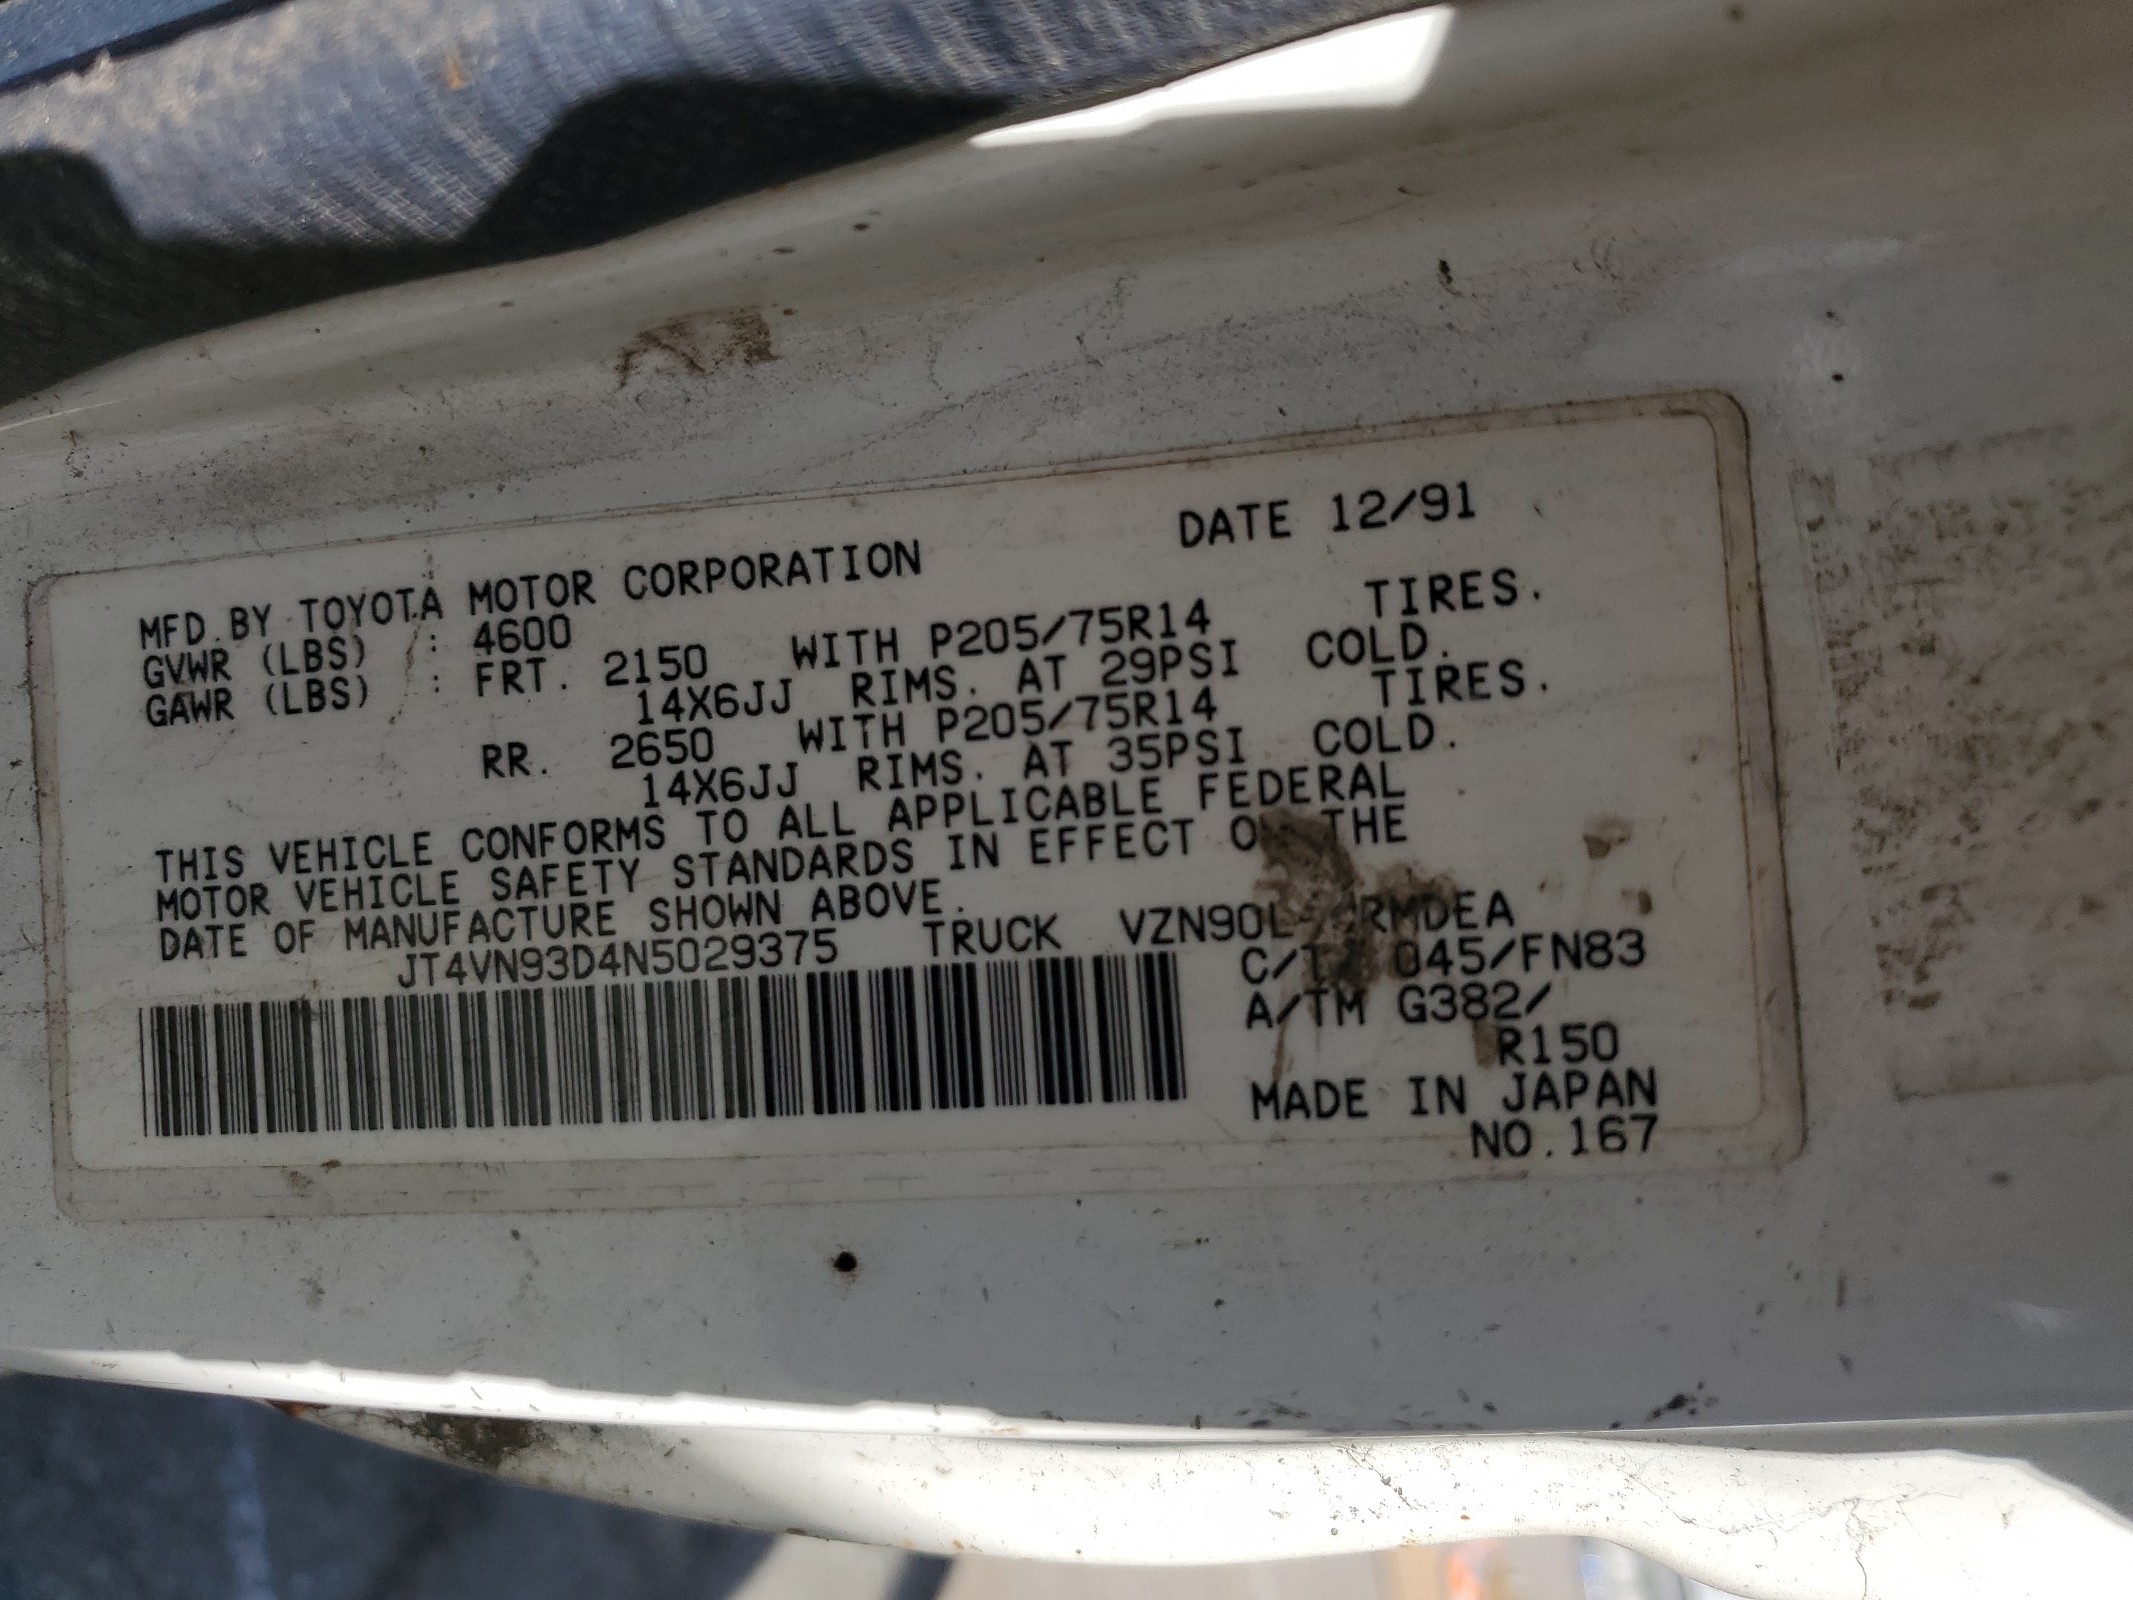 MFD.BY TOYOTA MOTOR CORPORATION DATE 12/91
GVWR (LBS) : 4600
GAWR (LBS) : FRT. 2150 WITH P205/75R14 TIRES.
14X6JJ RIMS. AT 29PSI COLD.
RR. 2650 WITH P205/75R14 TIRES.
14X6JJ RIMS. AT 35PSI COLD.
THIS VEHICLE CONFORMS TO ALL APPLICABLE FEDERAL
MOTOR VEHICLE SAFETY STANDARDS IN EFFECT ON THE
DATE OF MANUFACTURE SHOWN ABOVE.
JT4VN93D4N5029375 TRUCK
045/FN83
A/TM G382/
R150
MADE IN JAPAN
NO.167